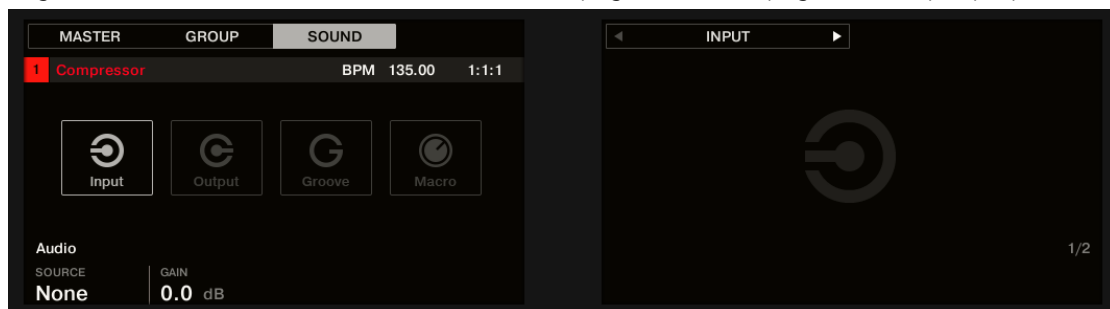 MASTER GROUP SOUND
1 Compressor BPM 135.00 1:1:1
Input Output Groove Macro
Audio
SOURCE GAIN
None 0.0 dB
INPUT
1/2